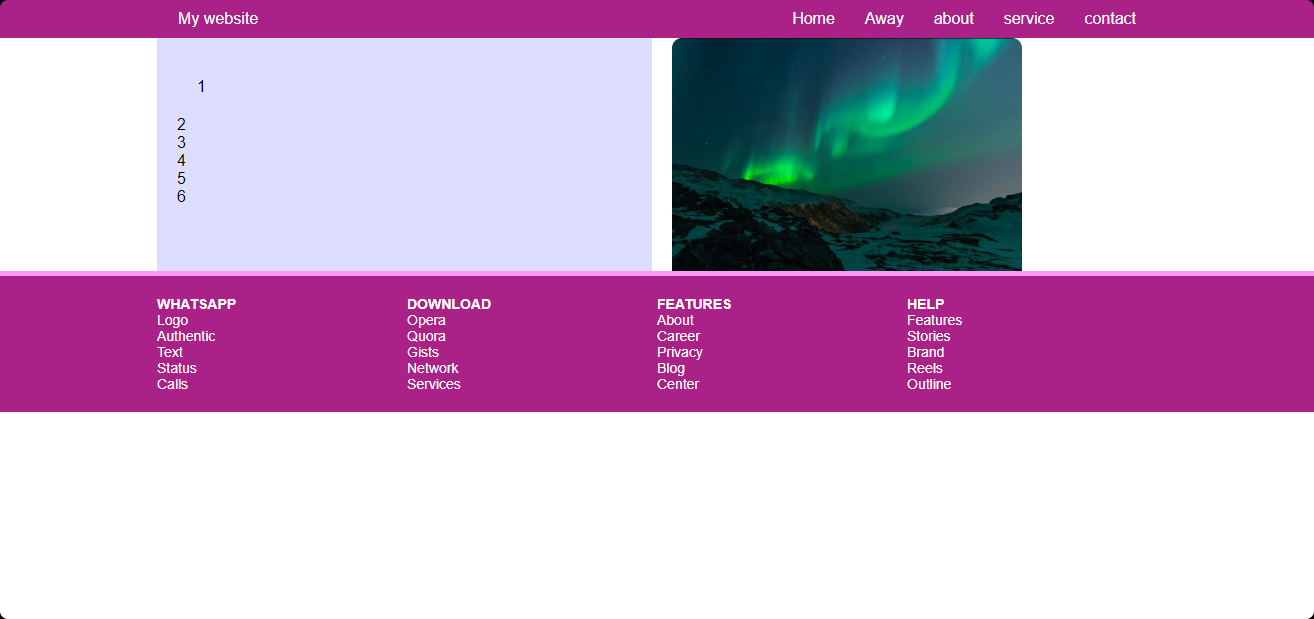 My website Home Away about service contact
1
2
3
4
5
6
WHATSAPP
Logo
Authentic
Text
Status
Calls
DOWNLOAD
Opera
Quora
Gists
Network
Services
FEATURES
About
Career
Privacy
Blog
Center
HELP
Features
Stories
Brand
Reels
Outline